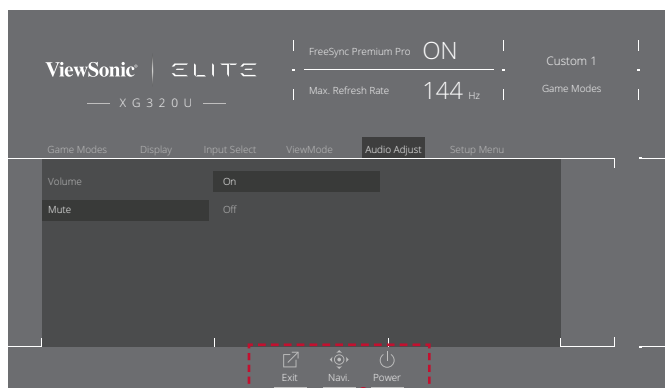 ViewSonic ELITE
XG320U
FreeSync Premium Pro ON
Max. Refresh Rate 144 Hz
Custom 1
Game Modes
Game Modes Display Input Select ViewMode Audio Adjust Setup Menu
Volume On
Mute Off
Exit Navi. Power